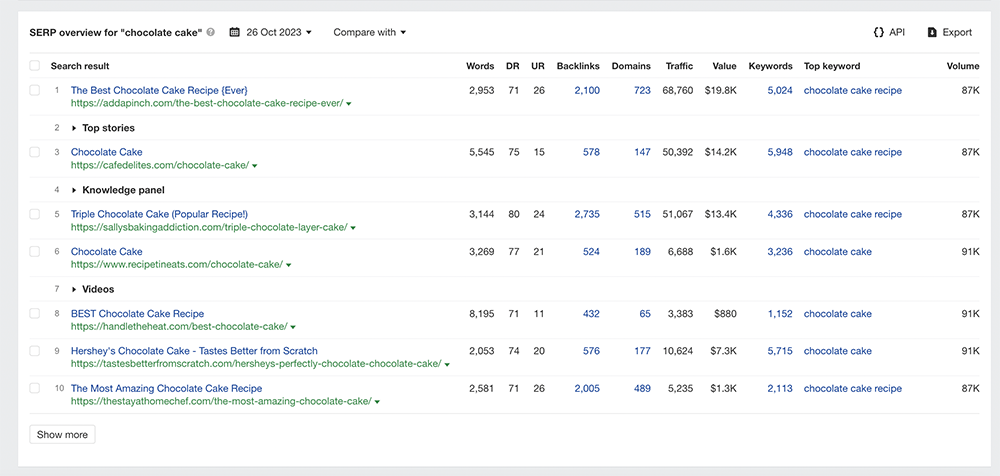 SERP overview for "chocolate cake" ? 26 Oct 2023 Compare with {} API Export
Search result Words DR UR Backlinks Domains Traffic Value Keywords Top keyword Volume
1 The Best Chocolate Cake Recipe {Ever} 2,953 71 26 2,100 723 68,760 $19.8K 5,024 chocolate cake recipe 87K
https://addapinch.com/the-best-chocolate-cake-recipe-ever/
2 Top stories
3 Chocolate Cake 5,545 75 15 578 147 50,392 $14.2K 5,948 chocolate cake recipe 87K
https://cafedelites.com/chocolate-cake/
4 Knowledge panel
5 Triple Chocolate Cake (Popular Recipe!) 3,144 80 24 2,735 515 51,067 $13.4K 4,336 chocolate cake recipe 87K
https://sallysbakingaddiction.com/triple-chocolate-layer-cake/
6 Chocolate Cake 3,269 77 21 524 189 6,688 $1.6K 3,236 chocolate cake 91K
https://www.recipetineats.com/chocolate-cake/
7 Videos
8 BEST Chocolate Cake Recipe 8,195 71 11 432 65 3,383 $880 1,152 chocolate cake 91K
https://handletheheat.com/best-chocolate-cake/
9 Hershey's Chocolate Cake - Tastes Better from Scratch 2,053 74 20 576 177 10,624 $7.3K 5,715 chocolate cake 91K
https://tastesbetterfromscratch.com/hersheys-perfectly-chocolate-chocolate-cake/
10 The Most Amazing Chocolate Cake Recipe 2,581 71 26 2,005 489 5,235 $1.3K 2,113 chocolate cake recipe 87K
https://thestayathomechef.com/the-most-amazing-chocolate-cake/
Show more